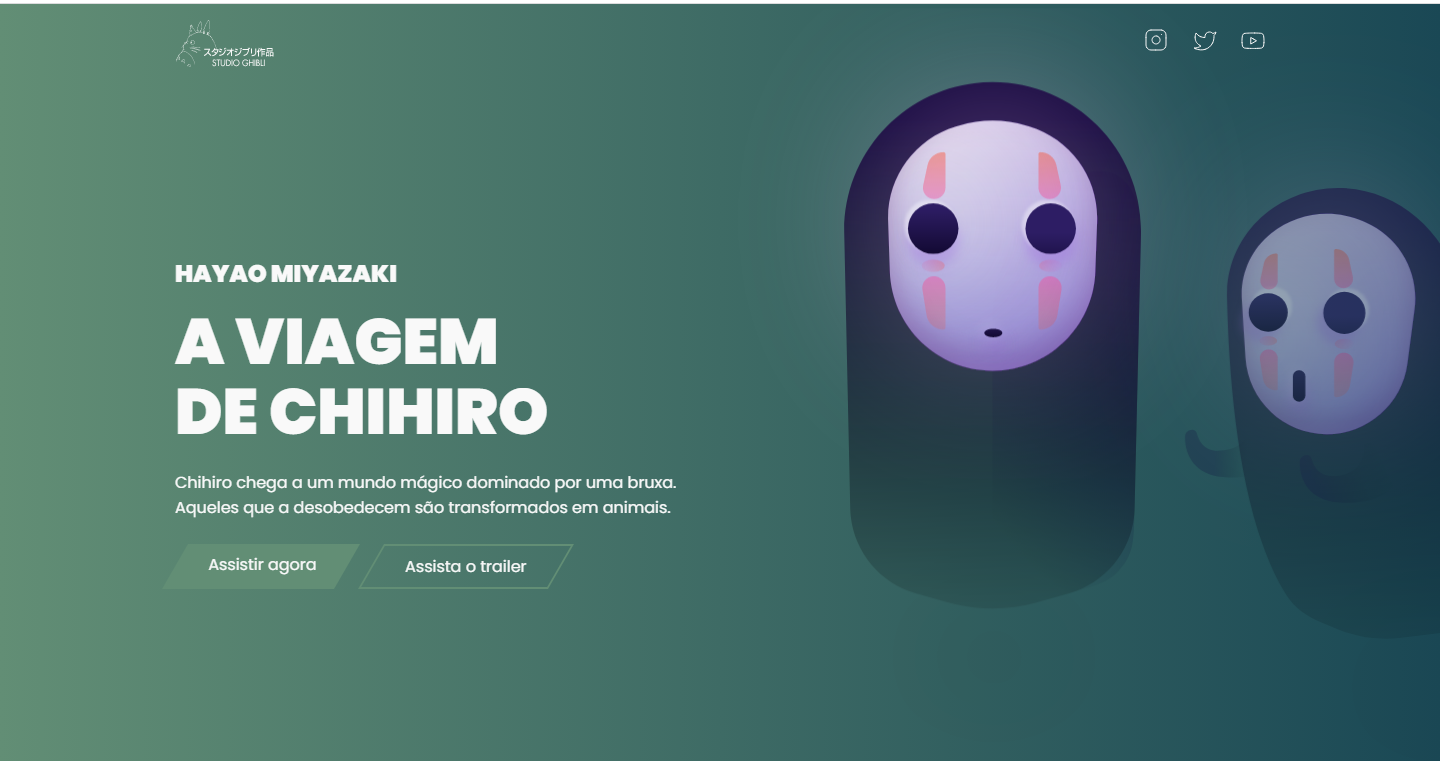 スタジオジブリ作品
STUDIO GHIBLI
HAYAO MIYAZAKI
A VIAGEM
DE CHIHIRO
Chihiro chega a um mundo mágico dominado por uma bruxa.
Aqueles que a desobedecem são transformados em animais.
Assistir agora
Assista o trailer